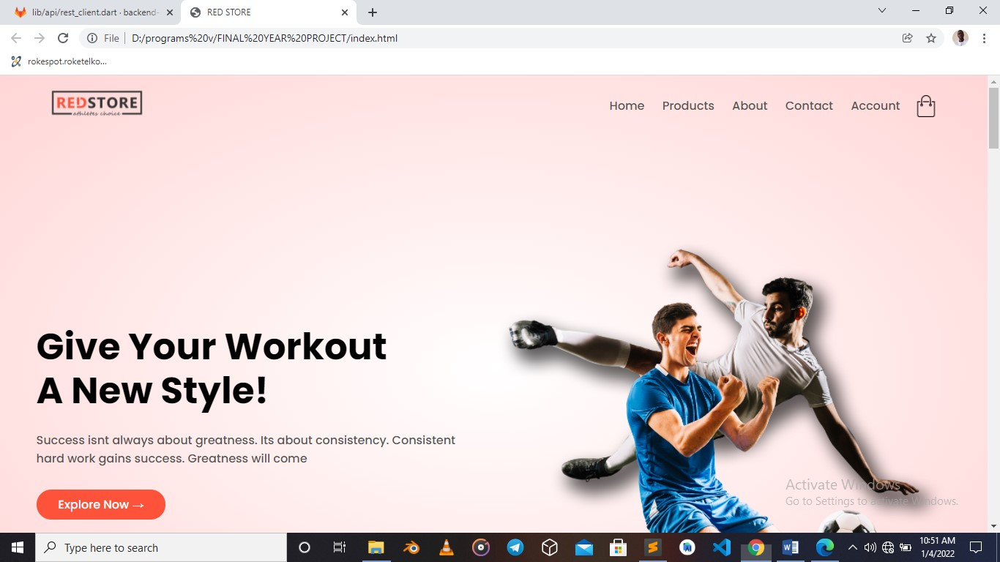 lib/api/rest_client.dart · backend-
RED STORE
File
D:/programs%20v/FINAL%20YEAR%20PROJECT/index.html
rokespot.roketelko...
REDSTORE
athletes choice
Home Products About Contact Account
Give Your Workout
A New Style!
Success isnt always about greatness. Its about consistency. Consistent
hard work gains success. Greatness will come
Explore Now →
Activate Windows
Go to Settings to activate Windows.
Type here to search
10:51 AM
1/4/2022